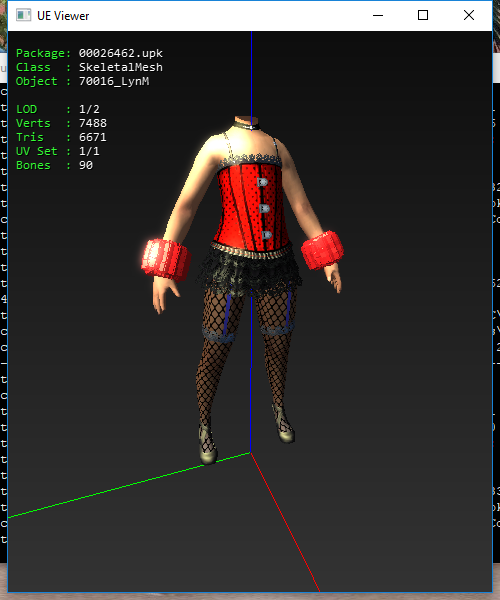 UE Viewer
Package: 00026462.upk
Class : SkeletalMesh
Object : 70016_LynM
LOD : 1/2
Verts : 7488
Tris : 6671
UV Set : 1/1
Bones : 90